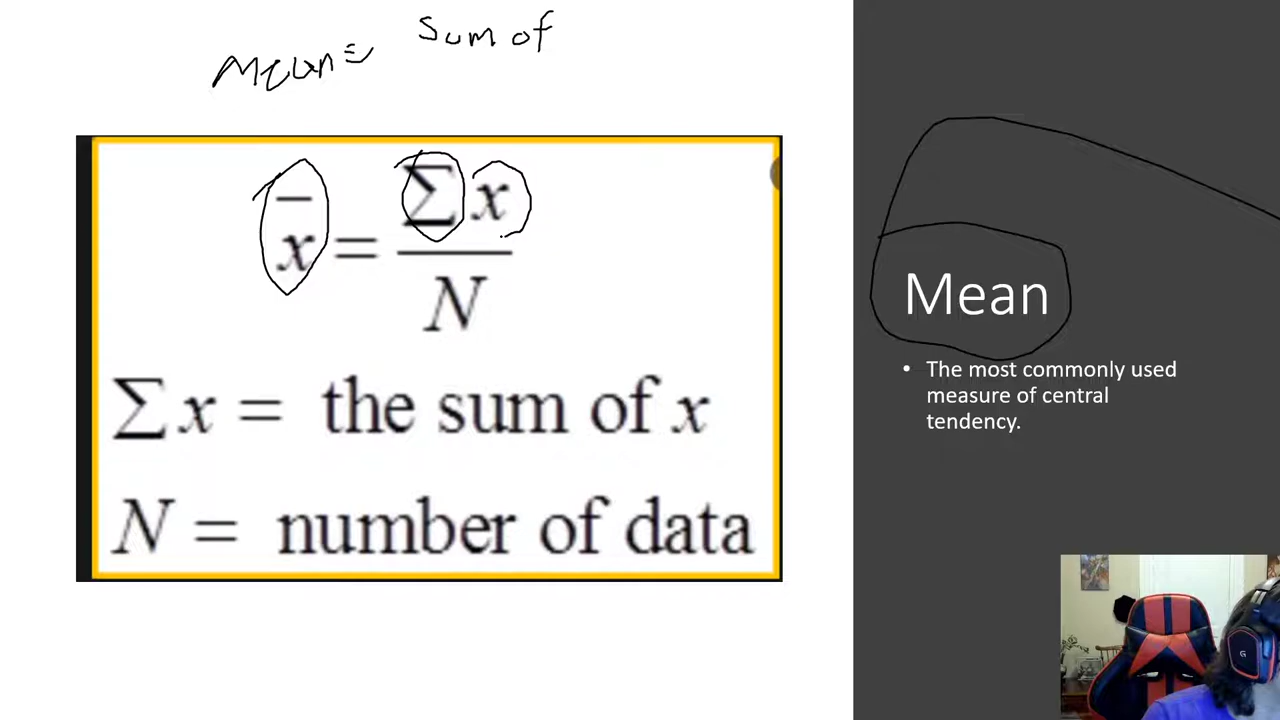 Sum of
Mean =
x̄ = Σx / N
Σx = the sum of x
N = number of data
Mean
• The most commonly used
measure of central
tendency.
G